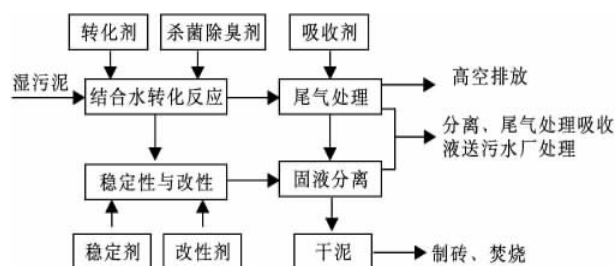 转化剂
杀菌除臭剂
吸收剂
湿污泥
结合水转化反应
尾气处理
高空排放
分离、尾气处理吸收
液送污水厂处理
稳定性与改性
固液分离
稳定剂
改性剂
干泥
制砖、焚烧